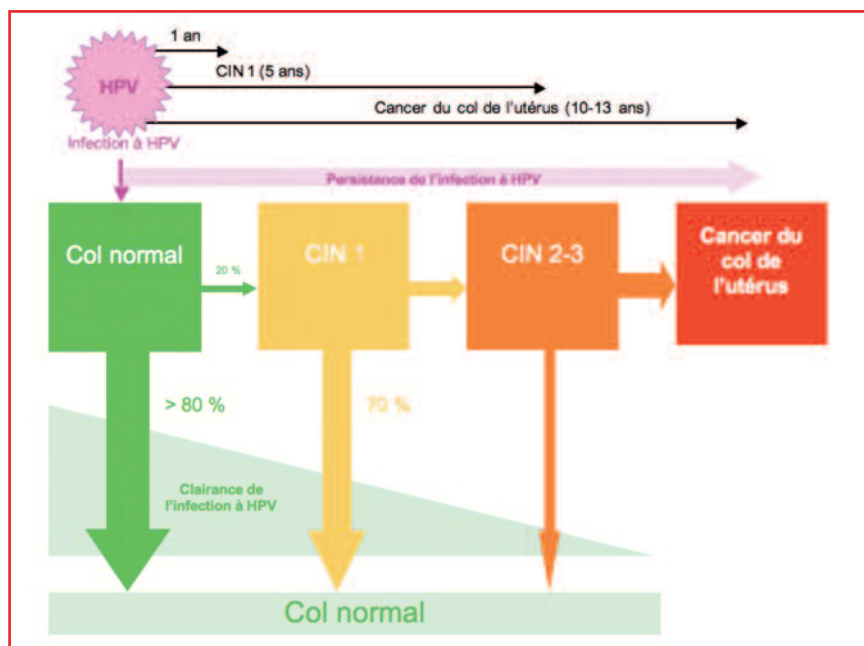 1 an
CIN 1 (5 ans)
HPV
Cancer du col de l'utérus (10-13 ans)
Infection à HPV
Persistance de l'infection à HPV
Col normal
20 %
CIN 1
CIN 2-3
Cancer du
col de
l'utérus
> 80 %
70 %
Clairance de
l'infection à HPV
Col normal